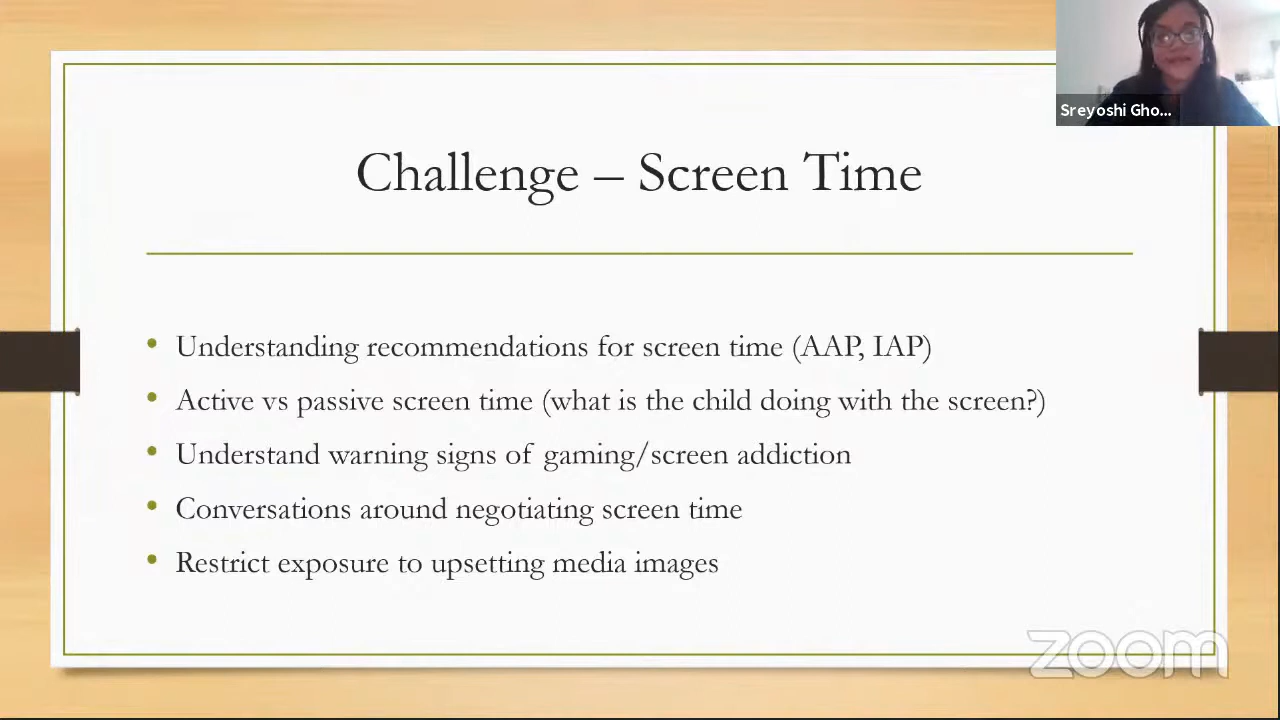 Sreyoshi Gho...
Challenge – Screen Time
• Understanding recommendations for screen time (AAP, IAP)
• Active vs passive screen time (what is the child doing with the screen?)
• Understand warning signs of gaming/screen addiction
• Conversations around negotiating screen time
• Restrict exposure to upsetting media images
zoom